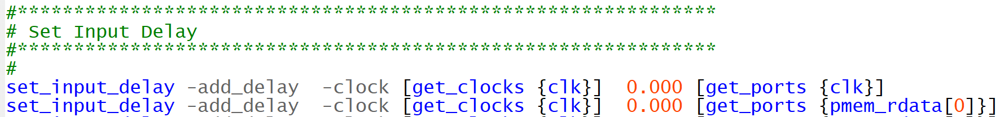 #**************************************************************
# Set Input Delay
#**************************************************************
#
set_input_delay -add_delay  -clock [get_clocks {clk}]  0.000 [get_ports {clk}]
set_input_delay -add_delay  -clock [get_clocks {clk}]  0.000 [get_ports {pmem_rdata[0]}]